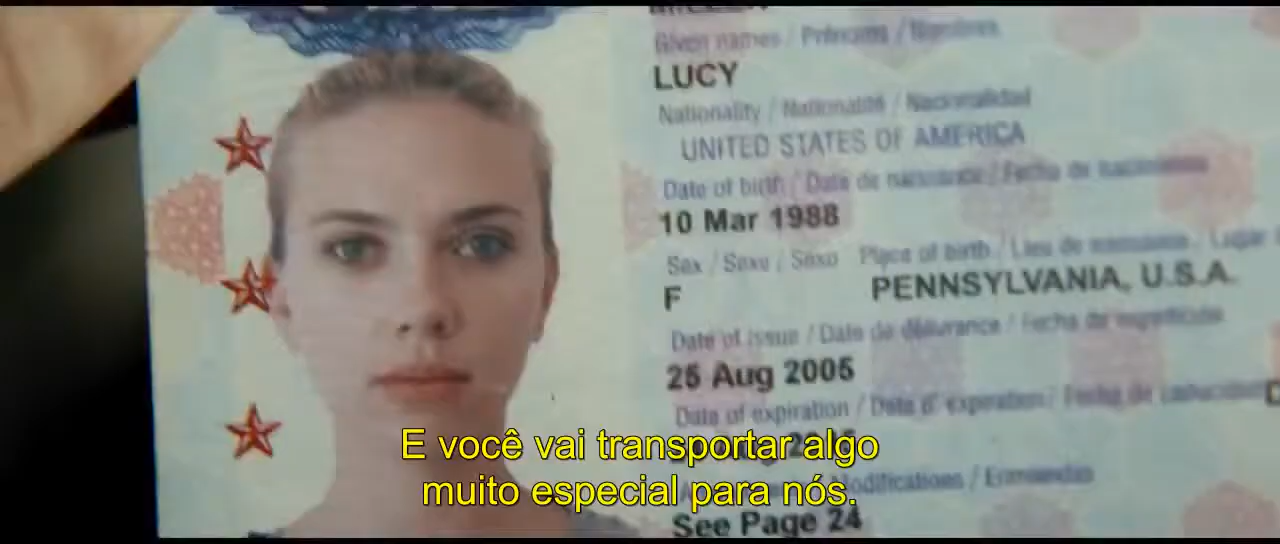 Given names / Prénoms / Nombres
LUCY
Nationality / Nationalité / Nacionalidad
UNITED STATES OF AMERICA
Date of birth / Date de naissance / Fecha de nacimiento
10 Mar 1988
Sex / Sexe / Sexo Place of birth / Lieu de naissance / Lugar
F PENNSYLVANIA, U.S.A.
Date of issue / Date de délivrance / Fecha de expedición
25 Aug 2005
Date of expiration / Date d' expiration / Fecha de caducidad
E você vai transportar algo
muito especial para nós.
Modifications / Enmiendas
See Page 24